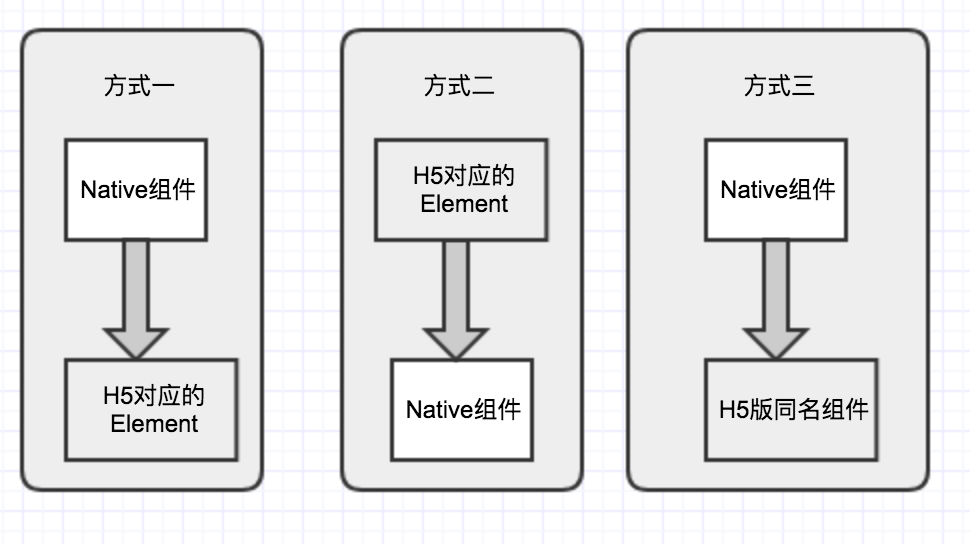 方式一
Native组件
H5对应的
Element
方式二
H5对应的
Element
Native组件
方式三
Native组件
H5版同名组件